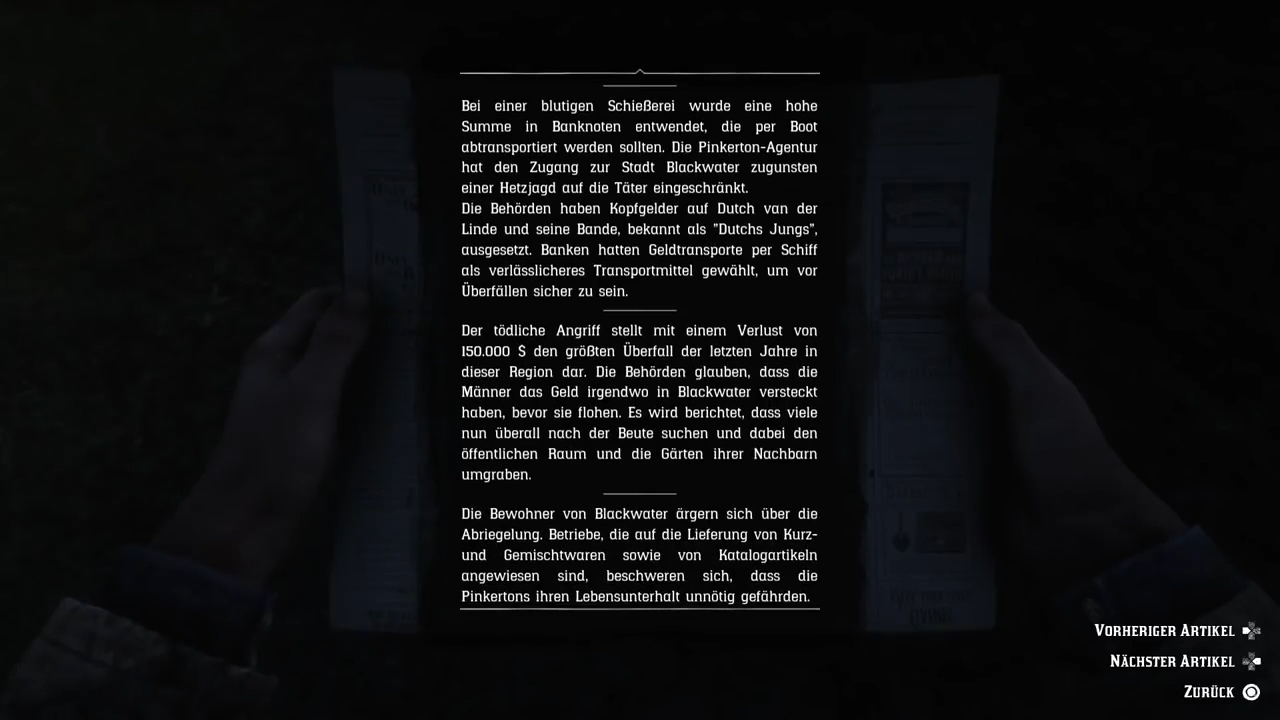 Bei einer blutigen Schießerei wurde eine hohe
Summe in Banknoten entwendet, die per Boot
abtransportiert werden sollten. Die Pinkerton-Agentur
hat den Zugang zur Stadt Blackwater zugunsten
einer Hetzjagd auf die Täter eingeschränkt.
Die Behörden haben Kopfgelder auf Dutch van der
Linde und seine Bande, bekannt als "Dutchs Jungs",
ausgesetzt. Banken hatten Geldtransporte per Schiff
als verlässlicheres Transportmittel gewählt, um vor
Überfällen sicher zu sein.
Der tödliche Angriff stellt mit einem Verlust von
150.000 $ den größten Überfall der letzten Jahre in
dieser Region dar. Die Behörden glauben, dass die
Männer das Geld irgendwo in Blackwater versteckt
haben, bevor sie flohen. Es wird berichtet, dass viele
nun überall nach der Beute suchen und dabei den
öffentlichen Raum und die Gärten ihrer Nachbarn
umgraben.
Die Bewohner von Blackwater ärgern sich über die
Abriegelung. Betriebe, die auf die Lieferung von Kurz-
und Gemischtwaren sowie von Katalogartikeln
angewiesen sind, beschweren sich, dass die
Pinkertons ihren Lebensunterhalt unnötig gefährden.
Vorheriger Artikel
Nächster Artikel
Zurück